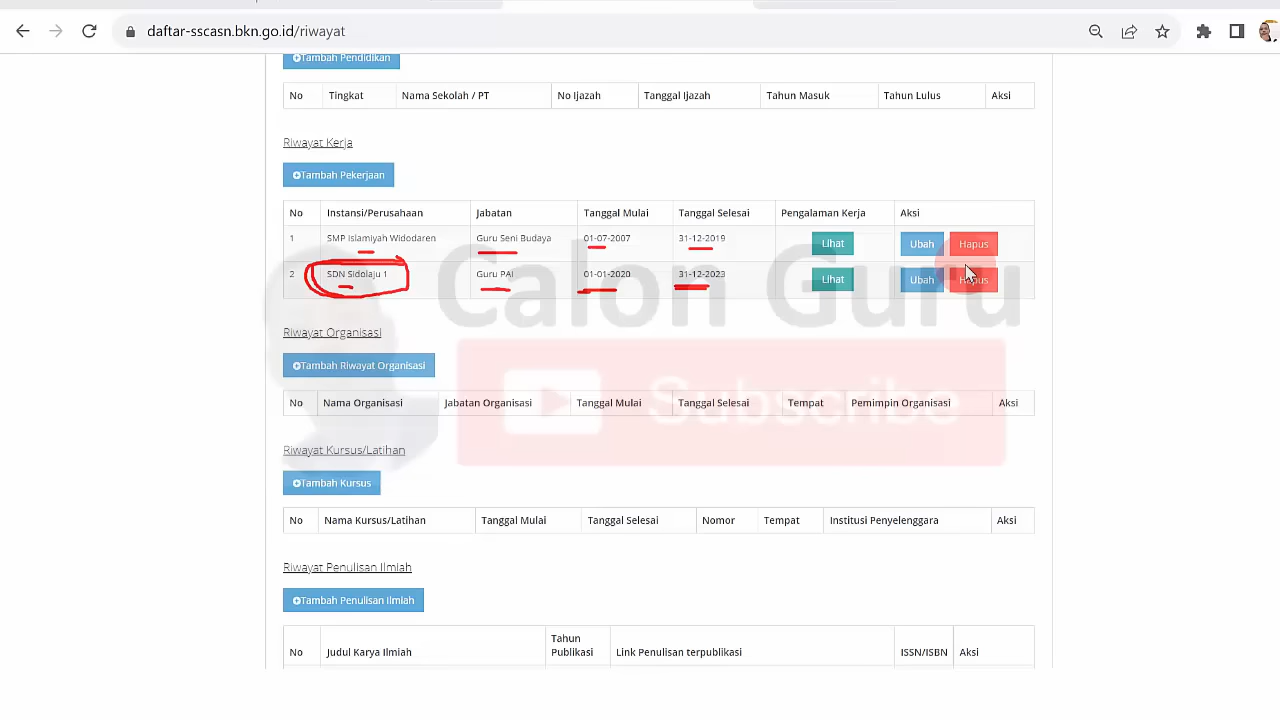 daftar-sscasn.bkn.go.id/riwayat
Tambah Pendidikan
No Tingkat Nama Sekolah / PT No Ijazah Tanggal Ijazah Tahun Masuk Tahun Lulus Aksi
Riwayat Kerja
Tambah Pekerjaan
No Instansi/Perusahaan Jabatan Tanggal Mulai Tanggal Selesai Pengalaman Kerja Aksi
1 SMP Islamiyah Widodaren Guru Seni Budaya 01-07-2007 31-12-2019 Lihat Ubah Hapus
2 SDN Sidolaju 1 Guru PAI 01-01-2020 31-12-2023 Lihat Ubah Hapus
Calon Guru
Riwayat Organisasi
Tambah Riwayat Organisasi
Subscribe
No Nama Organisasi Jabatan Organisasi Tanggal Mulai Tanggal Selesai Tempat Pemimpin Organisasi Aksi
Riwayat Kursus/Latihan
Tambah Kursus
No Nama Kursus/Latihan Tanggal Mulai Tanggal Selesai Nomor Tempat Institusi Penyelenggara Aksi
Riwayat Penulisan Ilmiah
Tambah Penulisan Ilmiah
No Judul Karya Ilmiah Tahun Publikasi Link Penulisan terpublikasi ISSN/ISBN Aksi